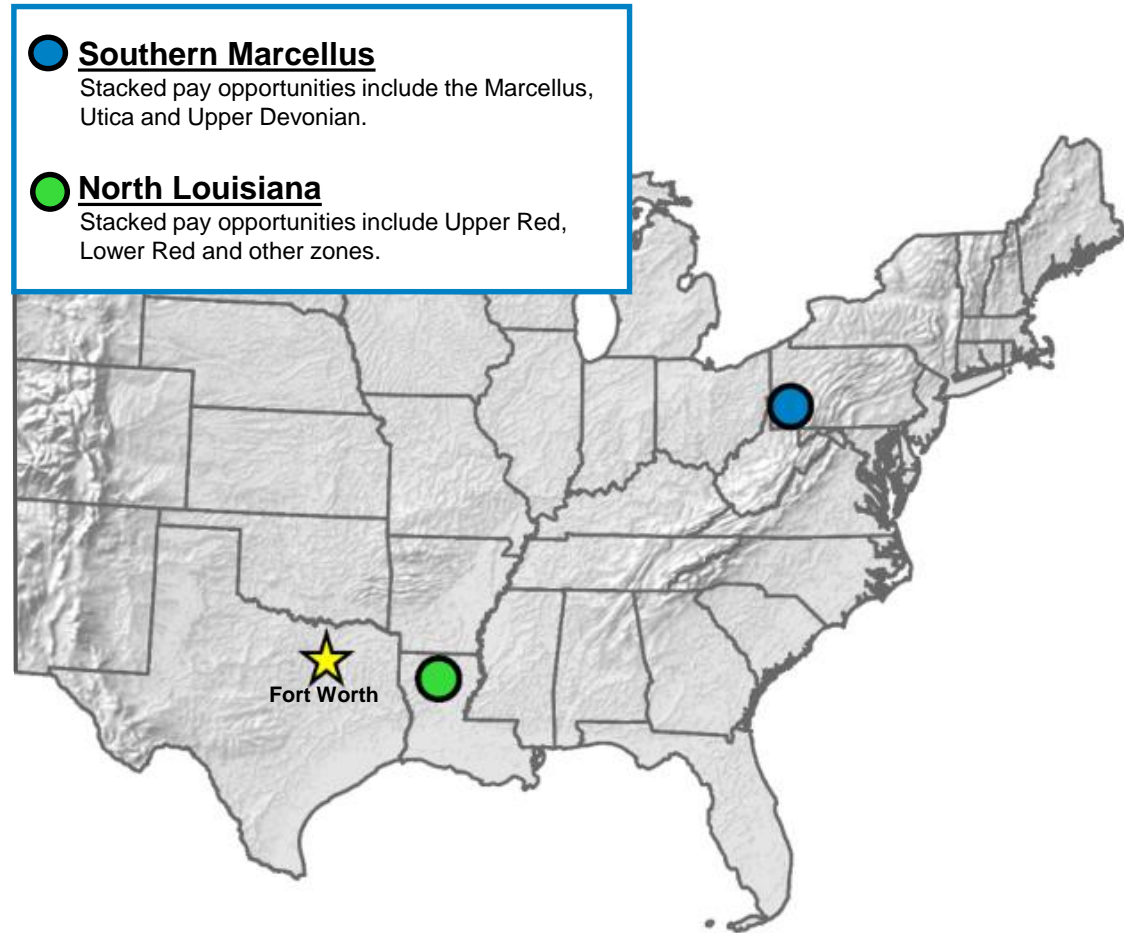 Southern Marcellus
Stacked pay opportunities include the Marcellus,
Utica and Upper Devonian.
North Louisiana
Stacked pay opportunities include Upper Red,
Lower Red and other zones.
Fort Worth